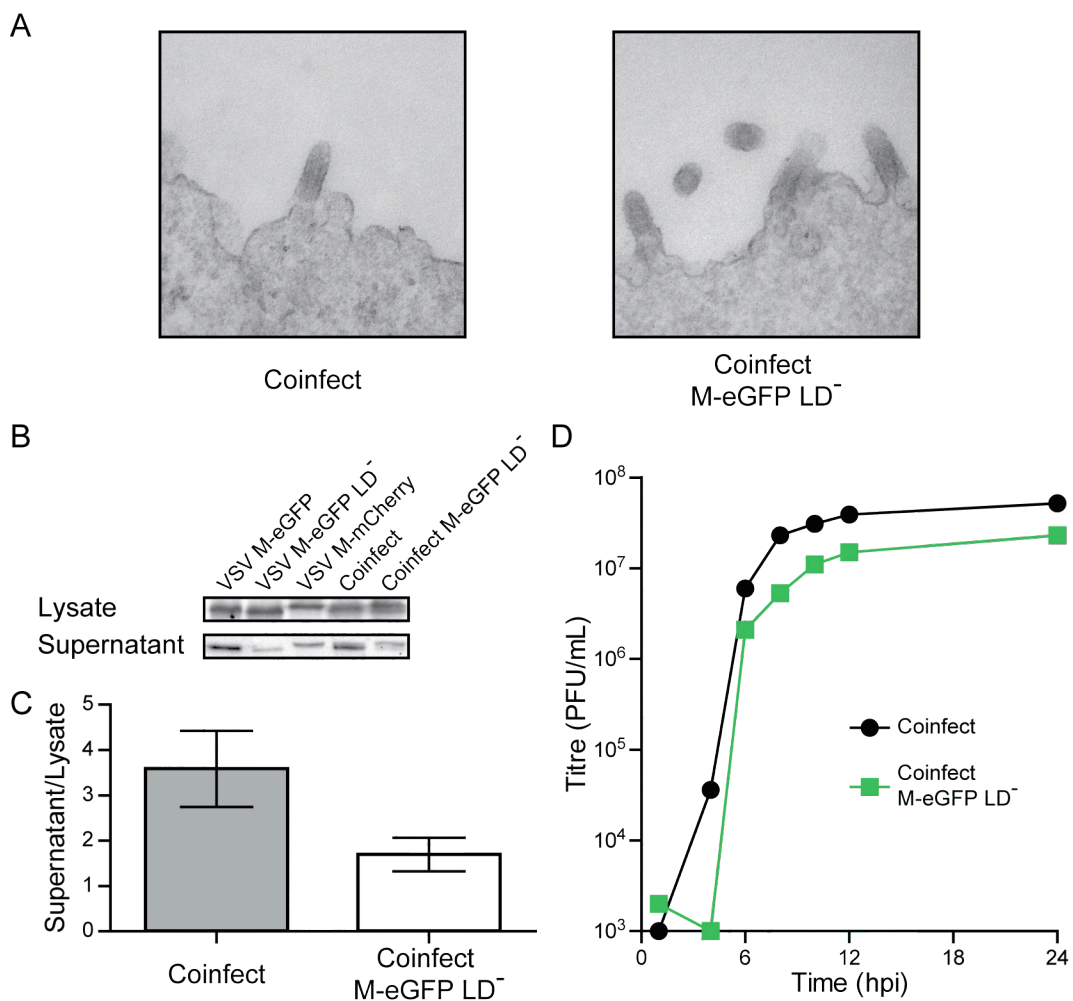 A
Coinfect
Coinfect
M-eGFP LD⁻
B
VSV M-eGFP
VSV M-eGFP LD⁻
VSV M-mCherry
Coinfect
Coinfect M-eGFP LD⁻
Lysate
Supernatant
C
Supernatant/Lysate
5
4
3
2
1
0
Coinfect
Coinfect
M-eGFP LD⁻
D
Titre (PFU/mL)
10⁸
10⁷
10⁶
10⁵
10⁴
10³
Coinfect
Coinfect
M-eGFP LD⁻
0 6 12 18 24
Time (hpi)